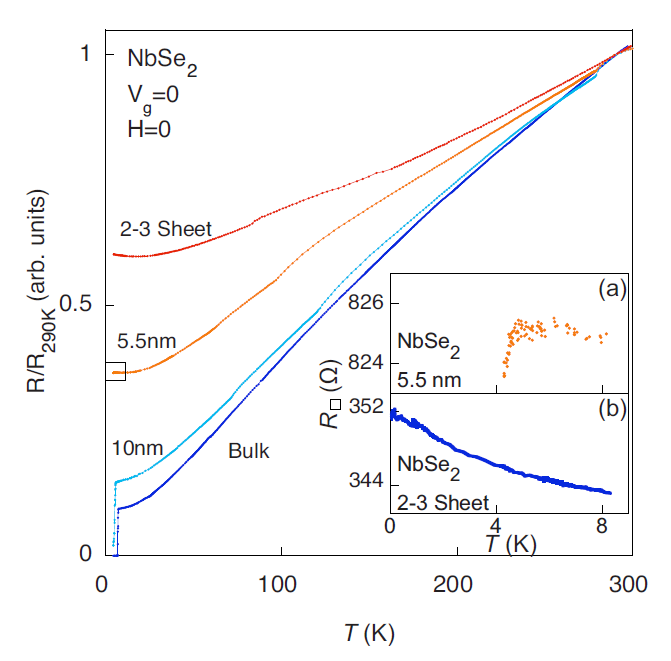 1
NbSe2
Vg=0
H=0
2-3 Sheet
R/R290K (arb. units)
0.5
5.5nm
10nm
Bulk
0
0
100
200
300
T (K)
(a)
826
NbSe2
824
5.5 nm
R□ (Ω)
(b)
352
NbSe2
344
2-3 Sheet
0
4
8
T (K)